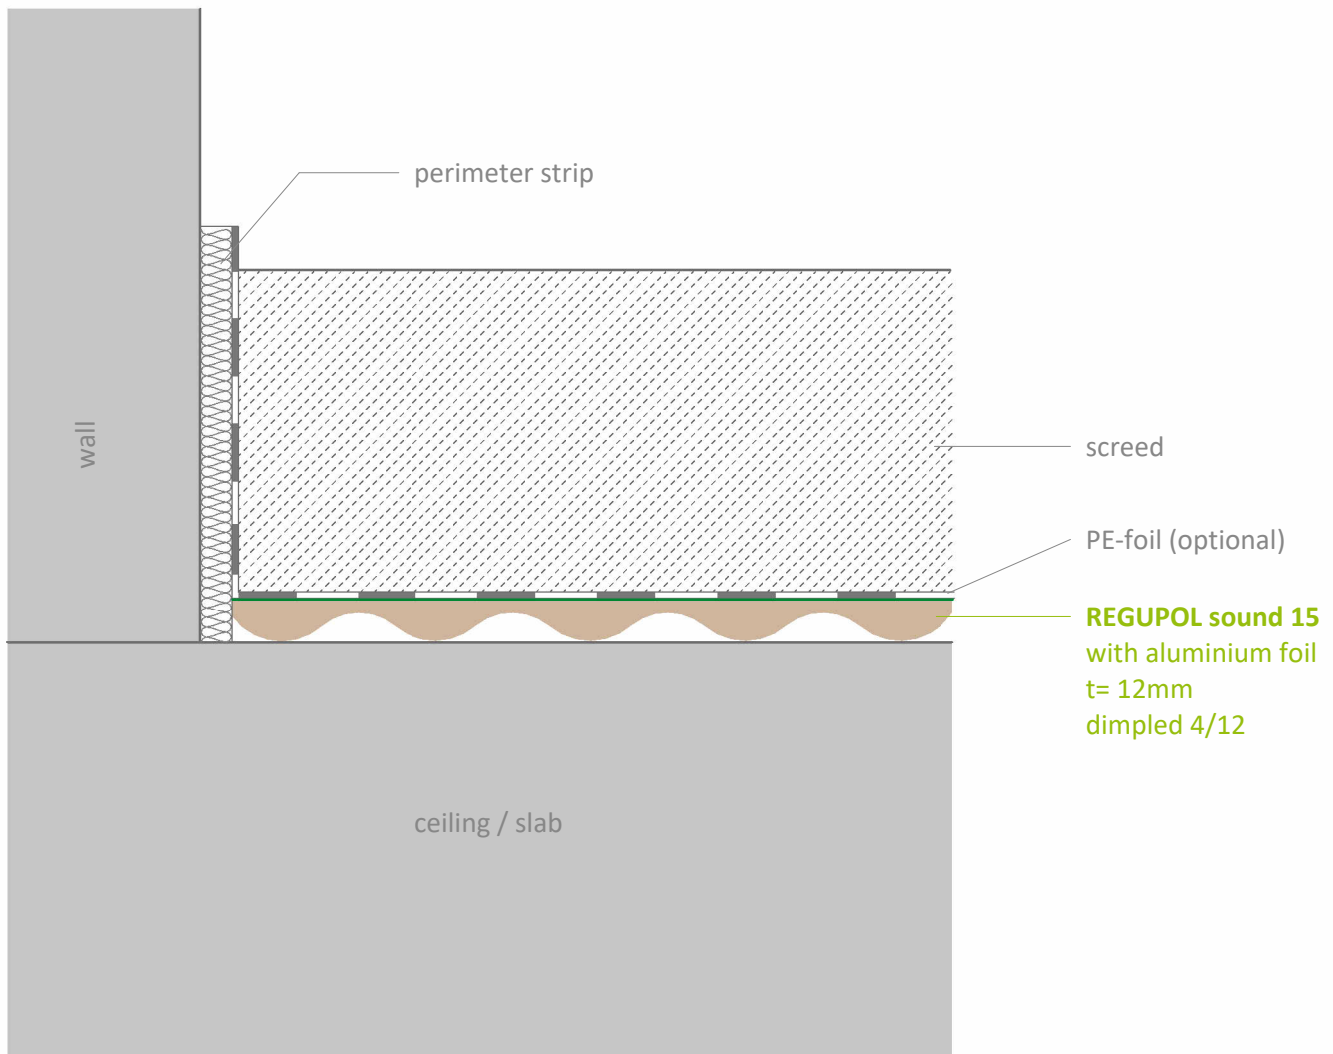 perimeter strip
wall
screed
PE-foil (optional)
REGUPOL sound 15
with aluminium foil
t= 12mm
dimpled 4/12
ceiling / slab